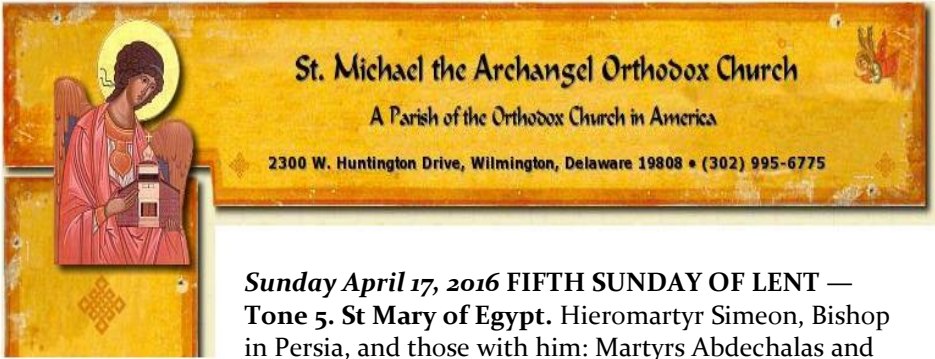 St. Michael the Archangel Orthodox Church
A Parish of the Orthodox Church in America
2300 W. Huntington Drive, Wilmington, Delaware 19808 • (302) 995-6775
Sunday April 17, 2016 FIFTH SUNDAY OF LENT —
Tone 5. St Mary of Egypt. Hieromartyr Simeon, Bishop
in Persia, and those with him: Martyrs Abdechalas and